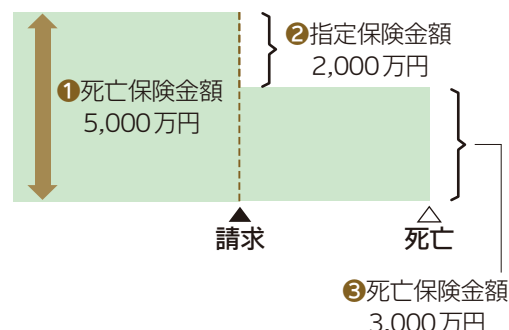 ❶死亡保険金額
5,000万円
❷指定保険金額
2,000万円
請求
死亡
❸死亡保険金額
3,000万円